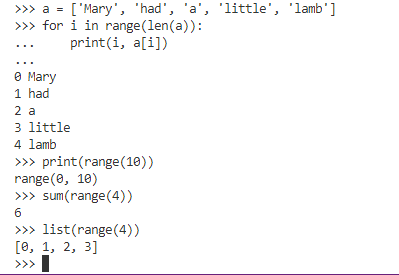 >>> a = ['Mary', 'had', 'a', 'little', 'lamb']
>>> for i in range(len(a)):
...     print(i, a[i])
...
0 Mary
1 had
2 a
3 little
4 lamb
>>> print(range(10))
range(0, 10)
>>> sum(range(4))
6
>>> list(range(4))
[0, 1, 2, 3]
>>>